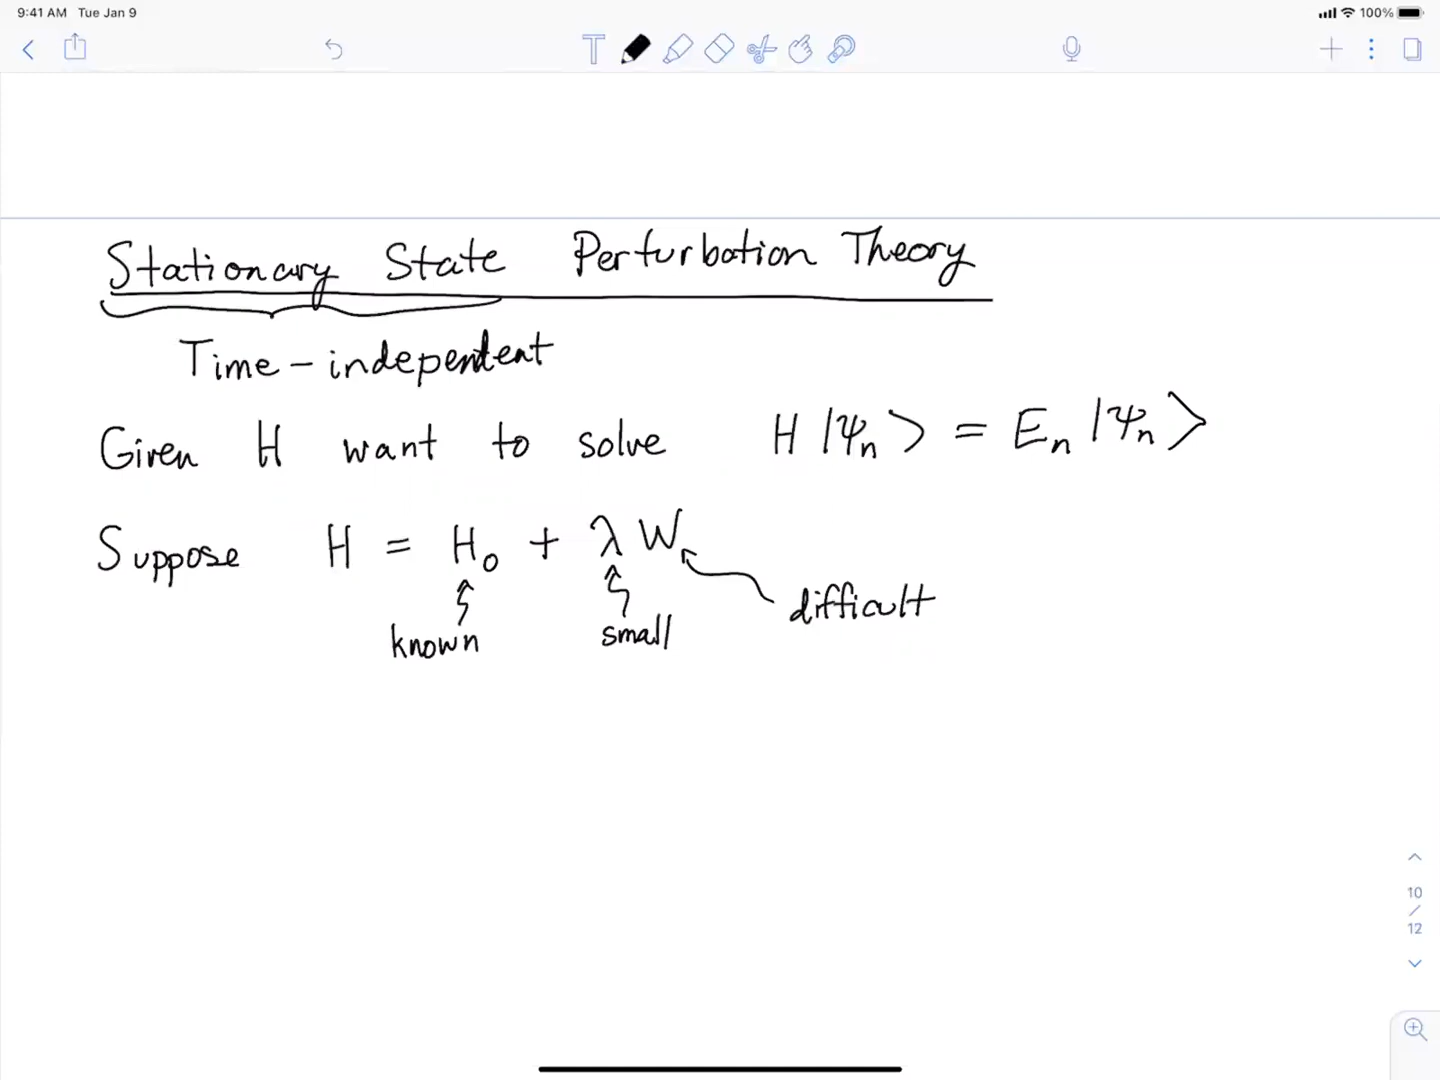 9:41 AM Tue Jan 9 100%
T
Stationary State Perturbation Theory
Time-independent
Given H want to solve H |Ψn⟩ = En |Ψn⟩
Suppose H = H0 + λ W
difficult
known small
10
/
12